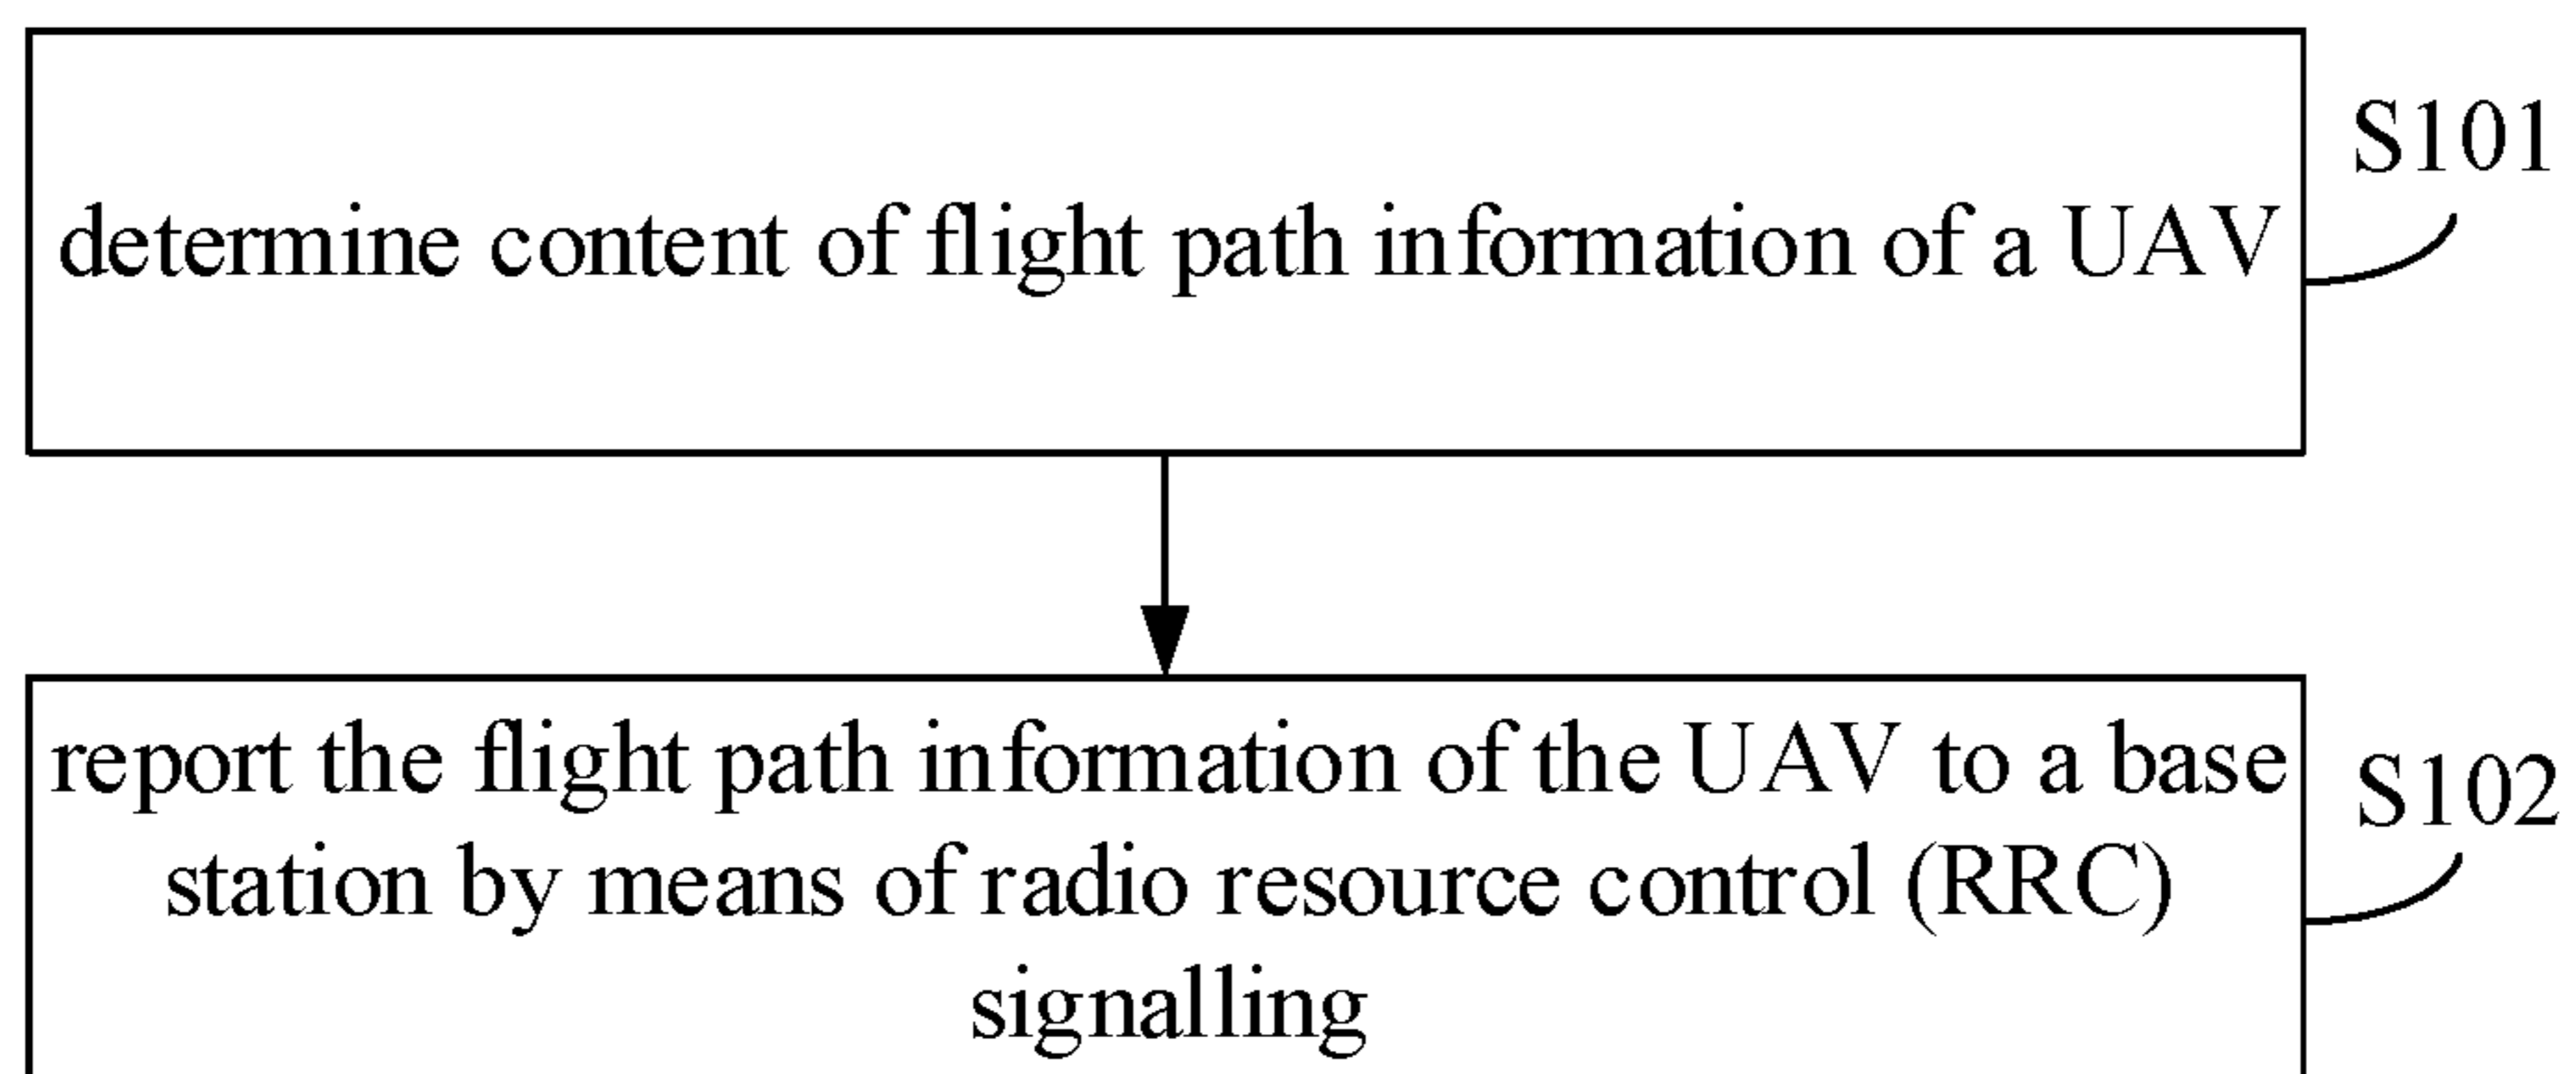 S101
determine content of flight path information of a UAV
report the flight path information of the UAV to a base
station by means of radio resource control (RRC)
signalling
S102